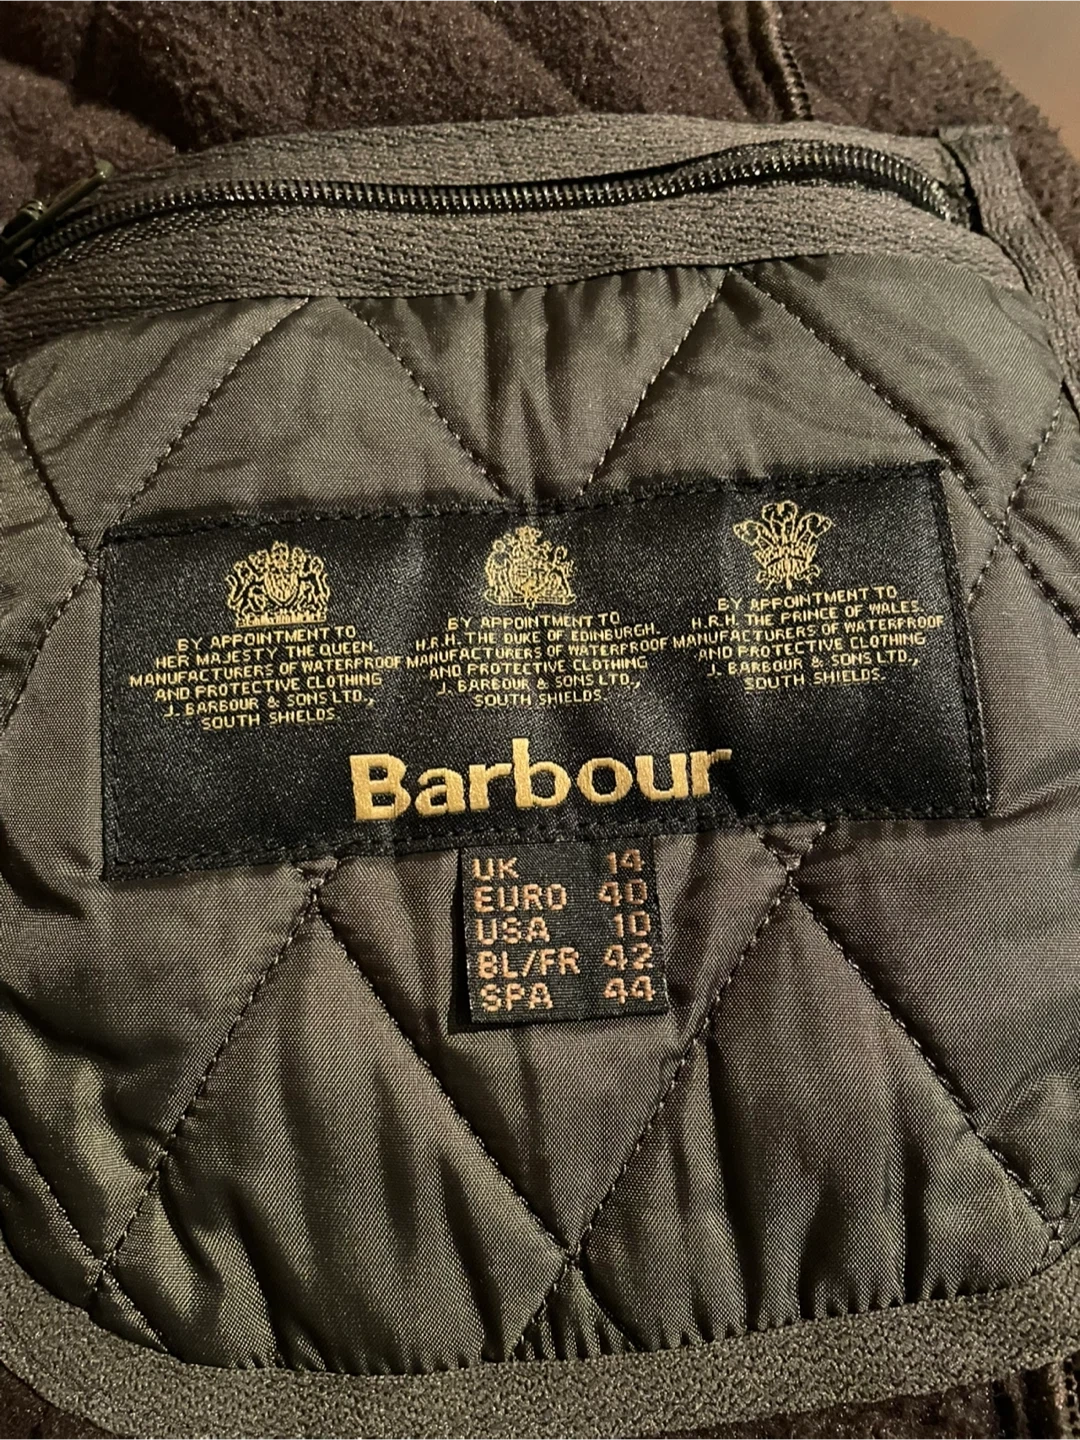 BY APPOINTMENT TO
HER MAJESTY THE QUEEN.
MANUFACTURERS OF WATERPROOF
AND PROTECTIVE CLOTHING
J. BARBOUR & SONS LTD.,
SOUTH SHIELDS.
BY APPOINTMENT TO
H.R.H. THE DUKE OF EDINBURGH.
MANUFACTURERS OF WATERPROOF
AND PROTECTIVE CLOTHING
J. BARBOUR & SONS LTD.,
SOUTH SHIELDS.
BY APPOINTMENT TO
H.R.H. THE PRINCE OF WALES.
MANUFACTURERS OF WATERPROOF
AND PROTECTIVE CLOTHING
J. BARBOUR & SONS LTD.,
SOUTH SHIELDS.
Barbour
UK 14
EURO 40
USA 10
BL/FR 42
SPA 44